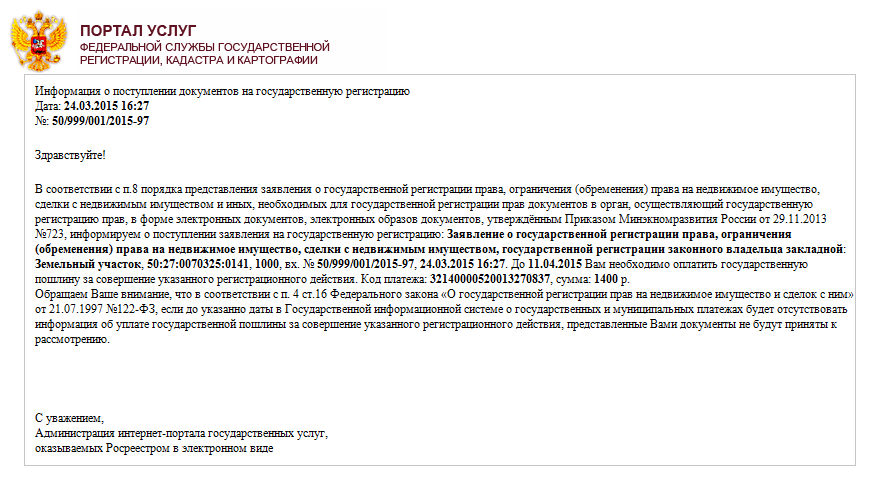 ПОРТАЛ УСЛУГ
ФЕДЕРАЛЬНОЙ СЛУЖБЫ ГОСУДАРСТВЕННОЙ
РЕГИСТРАЦИИ, КАДАСТРА И КАРТОГРАФИИ
Информация о поступлении документов на государственную регистрацию
Дата: 24.03.2015 16:27
№: 50/999/001/2015-97
Здравствуйте!
В соответствии с п.8 порядка представления заявления о государственной регистрации права, ограничения (обременения) права на недвижимое имущество,
сделки с недвижимым имуществом и иных, необходимых для государственной регистрации прав документов в орган, осуществляющий государственную
регистрацию прав, в форме электронных документов, электронных образов документов, утверждённым Приказом Минэкномразвития России от 29.11.2013
№723, информируем о поступлении заявления на государственную регистрацию: Заявление о государственной регистрации права, ограничения
(обременения) права на недвижимое имущество, сделки с недвижимым имуществом, государственной регистрации законного владельца закладной:
Земельный участок, 50:27:0070325:0141, 1000, вх. № 50/999/001/2015-97, 24.03.2015 16:27. До 11.04.2015 Вам необходимо оплатить государственную
пошлину за совершение указанного регистрационного действия. Код платежа: 32140000520013270837, сумма: 1400 р.
Обращаем Ваше внимание, что в соответствии с п. 4 ст.16 Федерального закона «О государственной регистрации прав на недвижимое имущество и сделок с ним»
от 21.07.1997 №122-ФЗ, если до указанно даты в Государственной информационной системе о государственных и муниципальных платежах будет отсутствовать
информация об уплате государственной пошлины за совершение указанного регистрационного действия, представленные Вами документы не будут приняты к
рассмотрению.
С уважением,
Администрация интернет-портала государственных услуг,
оказываемых Росреестром в электронном виде